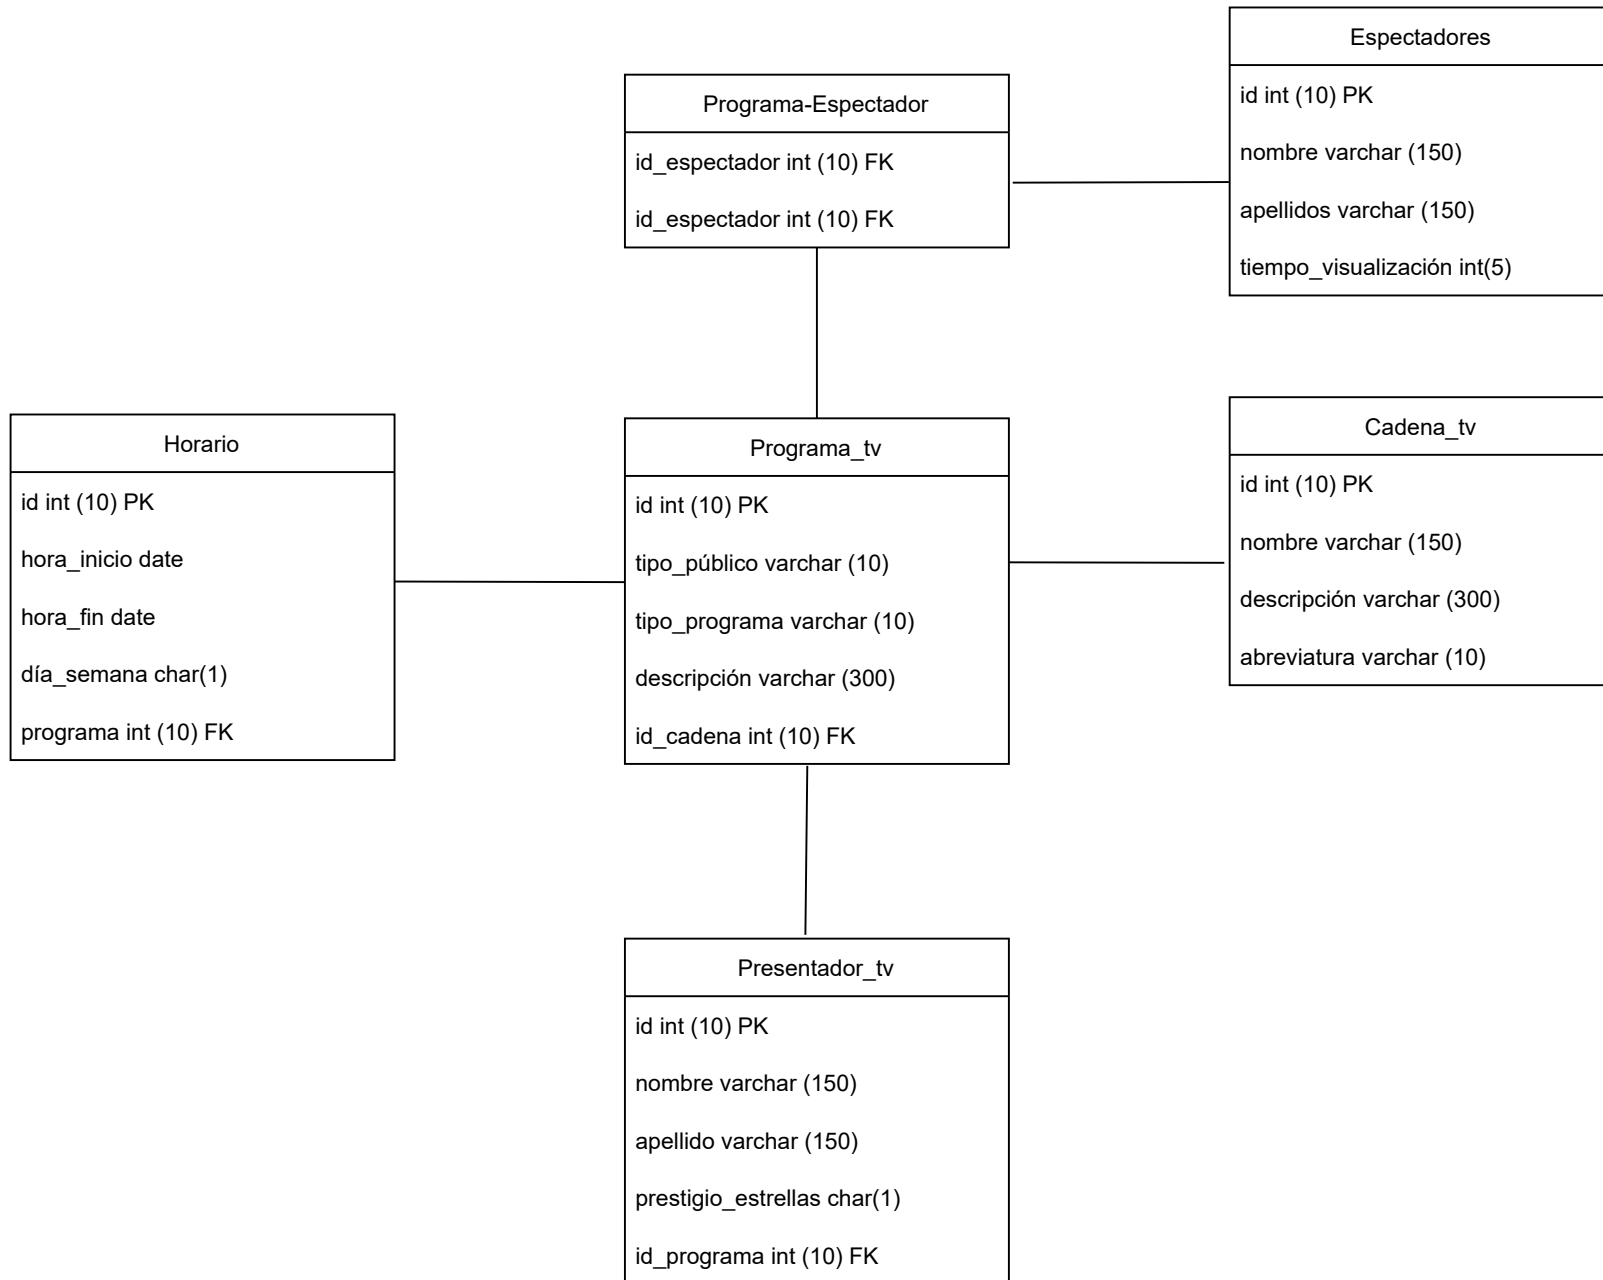 Espectadores
id int (10) PK
nombre varchar (150)
apellidos varchar (150)
tiempo_visualización int(5)
Programa-Espectador
id_espectador int (10) FK
id_espectador int (10) FK
Horario
id int (10) PK
hora_inicio date
hora_fin date
día_semana char(1)
programa int (10) FK
Programa_tv
id int (10) PK
tipo_público varchar (10)
tipo_programa varchar (10)
descripción varchar (300)
id_cadena int (10) FK
Cadena_tv
id int (10) PK
nombre varchar (150)
descripción varchar (300)
abreviatura varchar (10)
Presentador_tv
id int (10) PK
nombre varchar (150)
apellido varchar (150)
prestigio_estrellas char(1)
id_programa int (10) FK